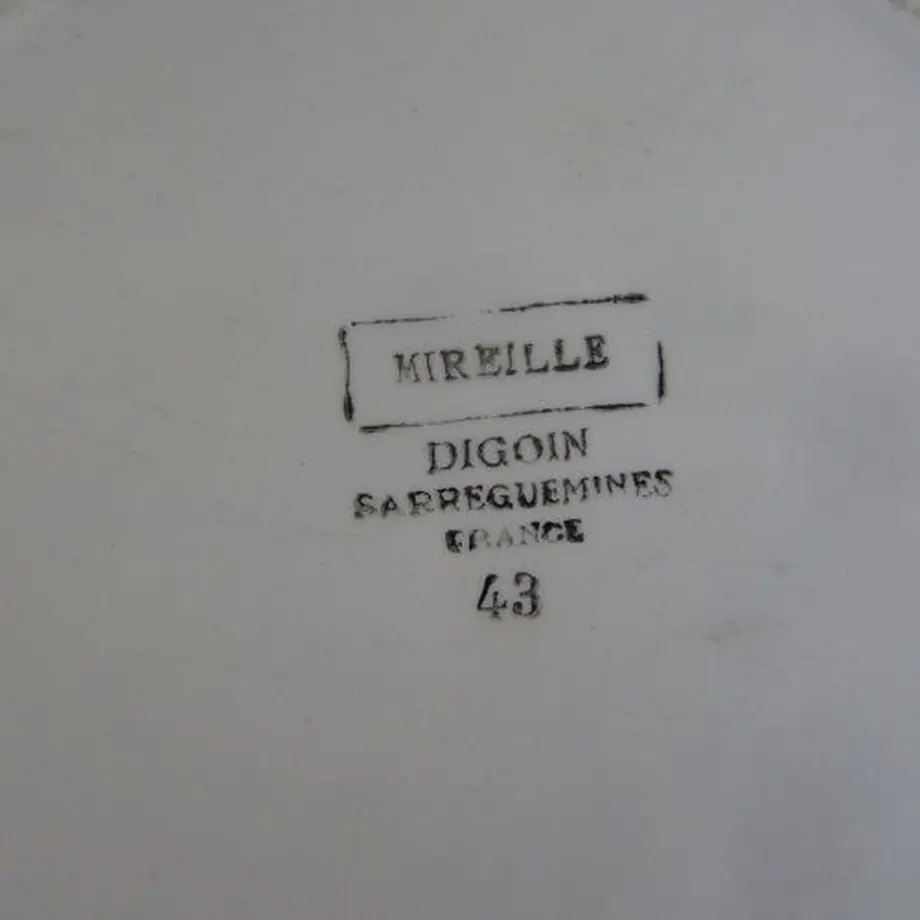 MIREILLE
DIGOIN
SARREGUEMINES
FRANCE
43